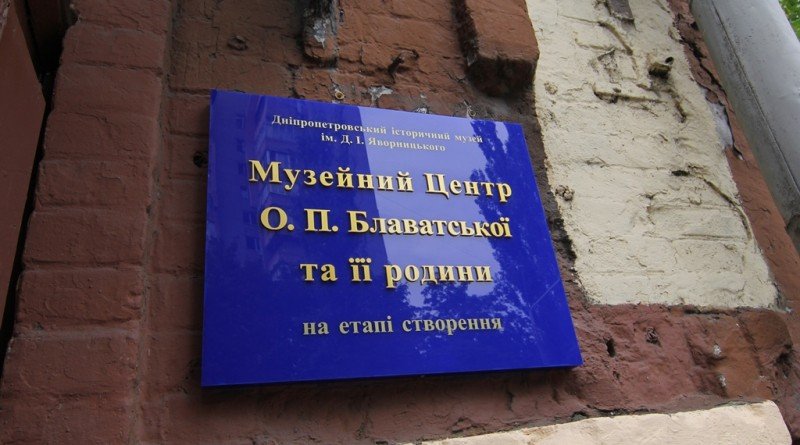 Дніпропетровський історичний музей
ім. Д. І. Яворницького
Музейний Центр
О. П. Блаватської
та її родини
на етапі створення